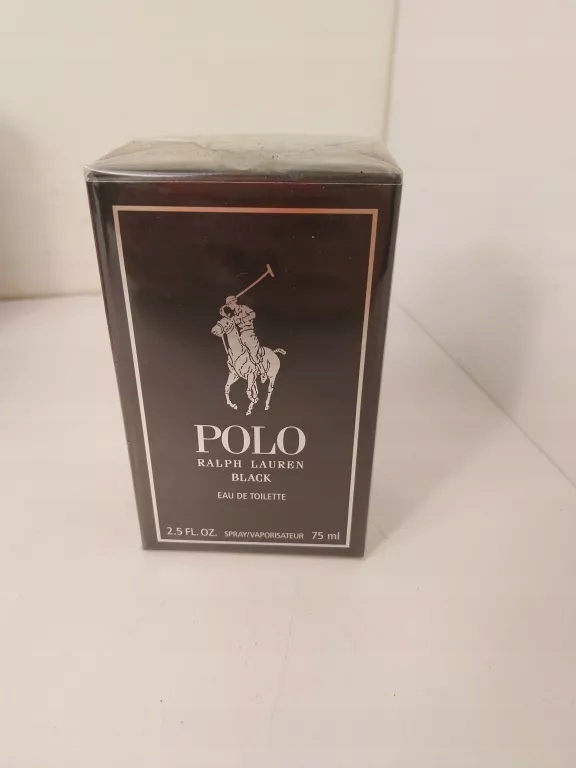 POLO
RALPH LAUREN
BLACK
EAU DE TOILETTE
2.5 FL. OZ. SPRAY/VAPORISATEUR 75 ml